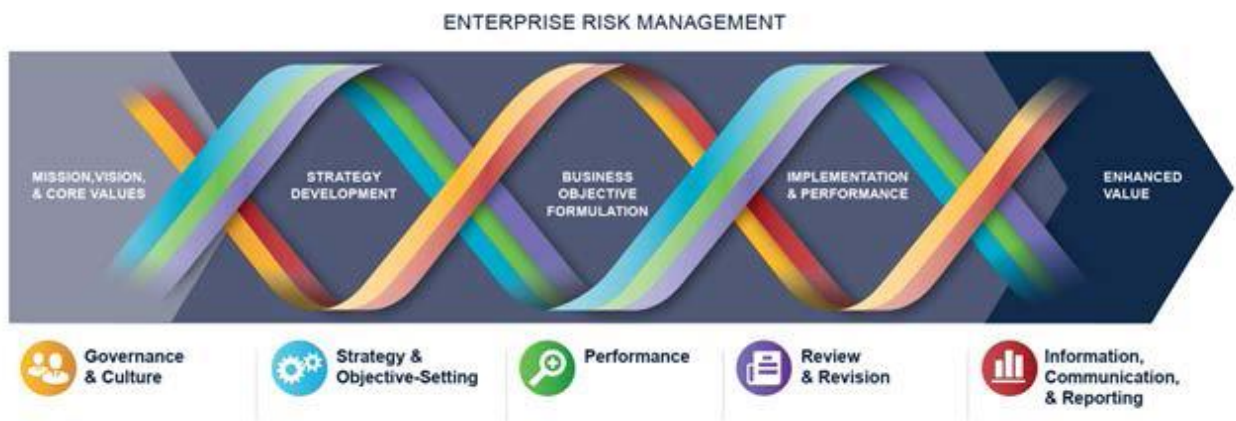 ENTERPRISE RISK MANAGEMENT
MISSION,VISION,
& CORE VALUES
STRATEGY
DEVELOPMENT
BUSINESS
OBJECTIVE
FORMULATION
IMPLEMENTATION
& PERFORMANCE
ENHANCED
VALUE
Governance
& Culture
Strategy &
Objective-Setting
Performance
Review
& Revision
Information,
Communication,
& Reporting